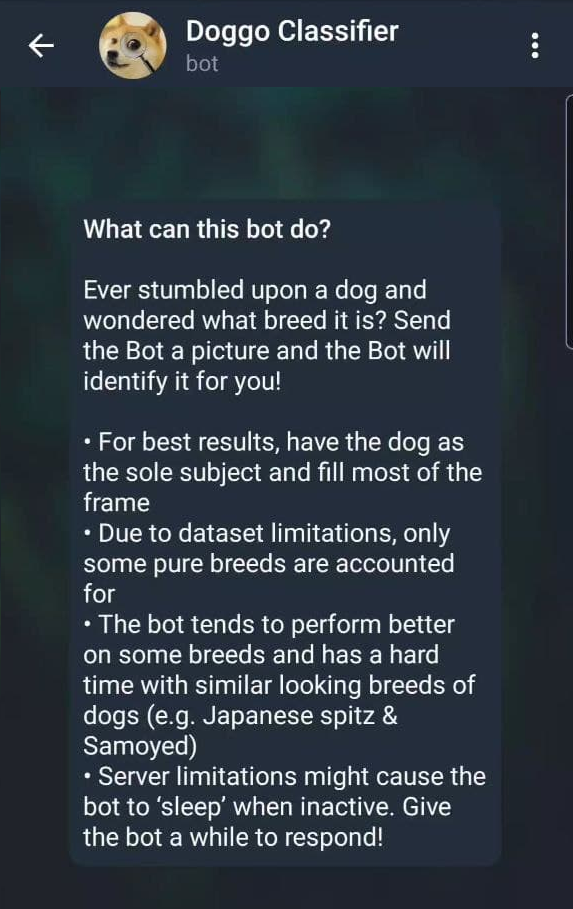 Doggo Classifier
bot
What can this bot do?
Ever stumbled upon a dog and
wondered what breed it is? Send
the Bot a picture and the Bot will
identify it for you!
• For best results, have the dog as
the sole subject and fill most of the
frame
• Due to dataset limitations, only
some pure breeds are accounted
for
• The bot tends to perform better
on some breeds and has a hard
time with similar looking breeds of
dogs (e.g. Japanese spitz &
Samoyed)
• Server limitations might cause the
bot to ‘sleep’ when inactive. Give
the bot a while to respond!